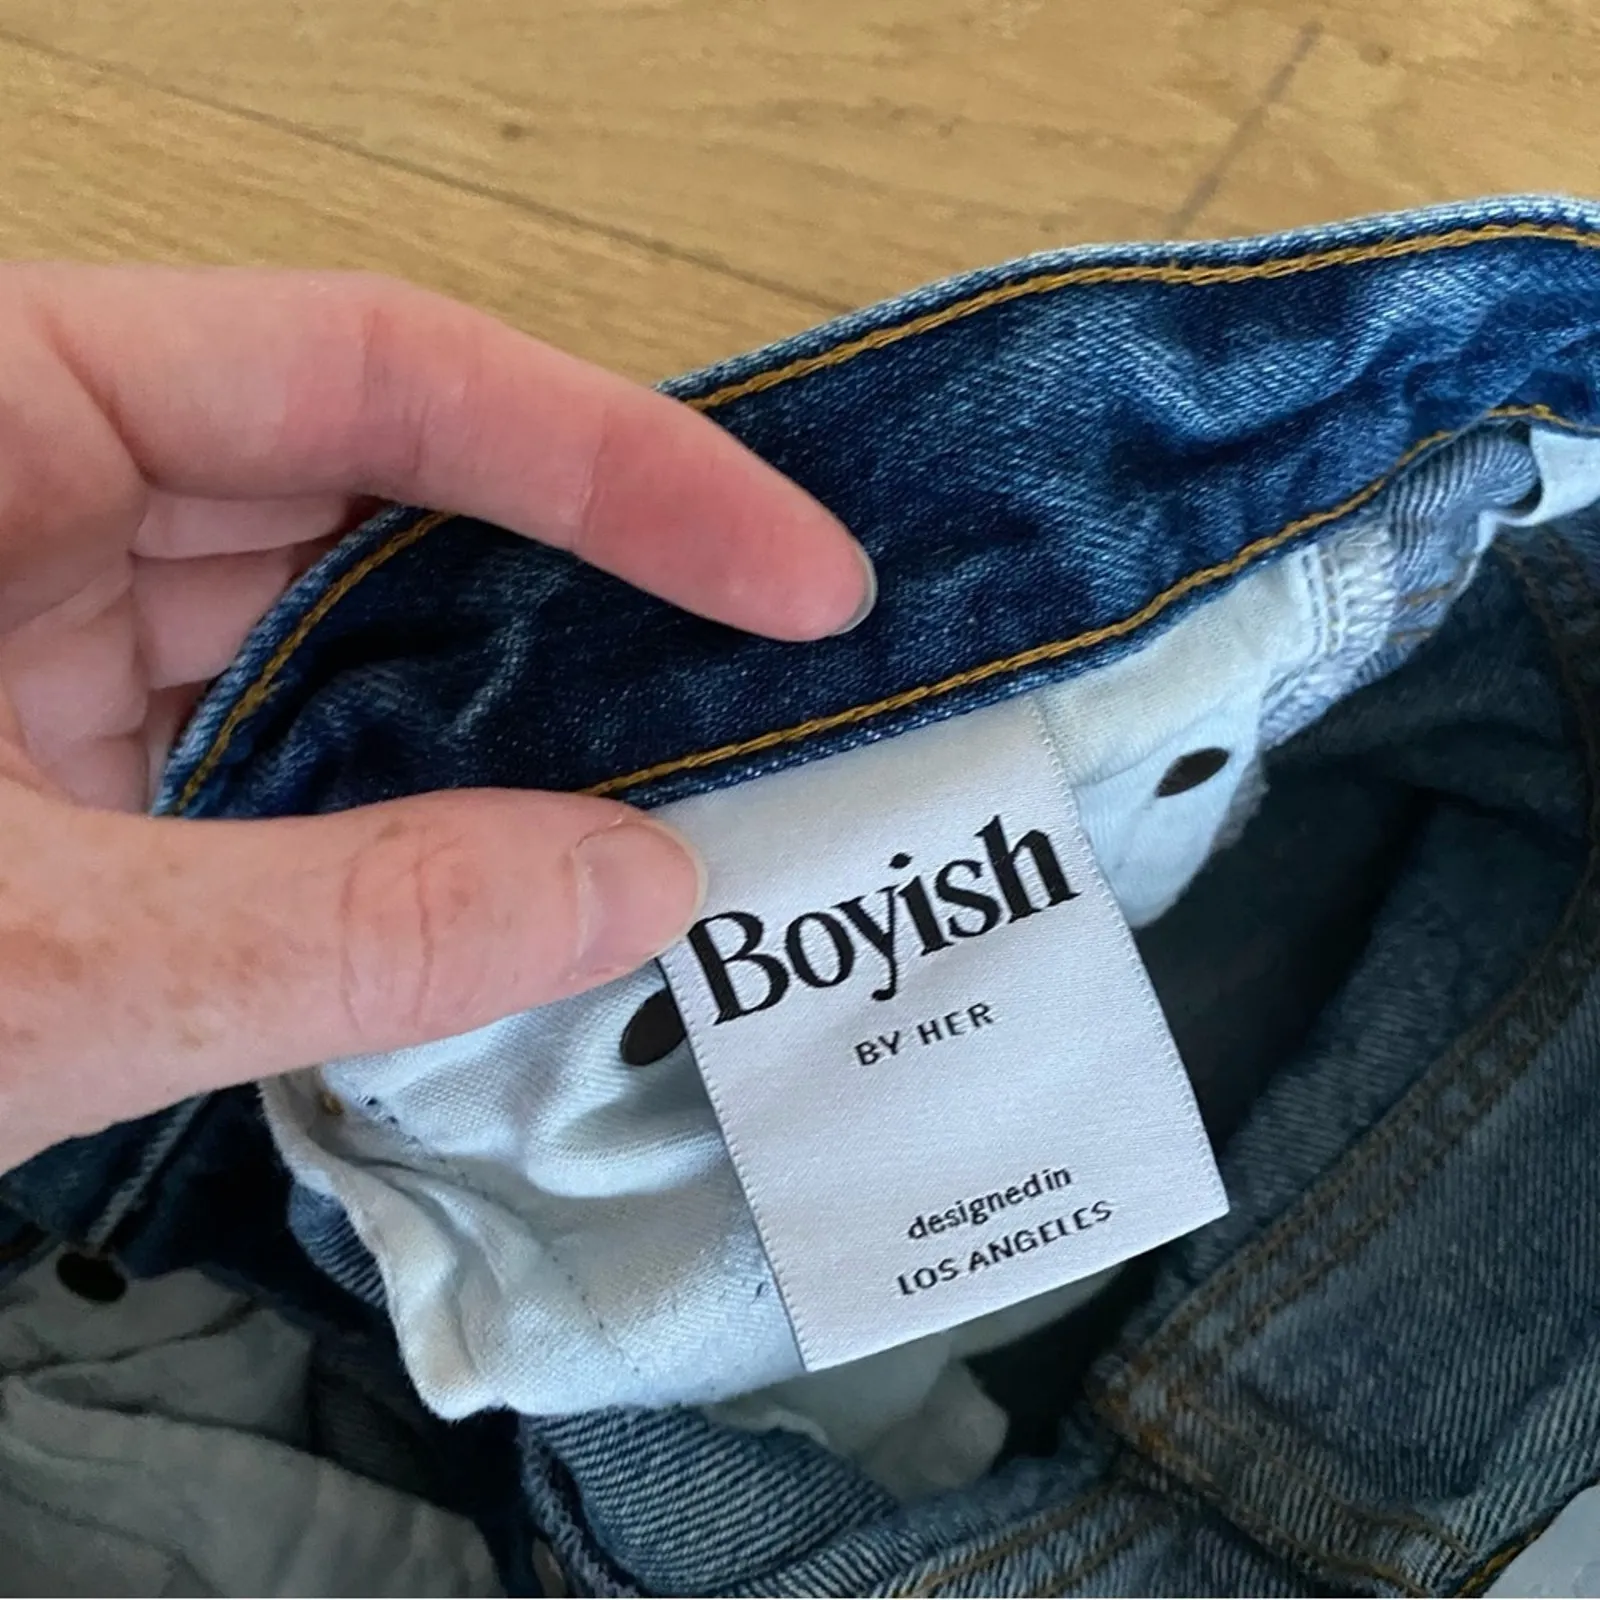 Boyish
BY HER
designed in
LOS ANGELES